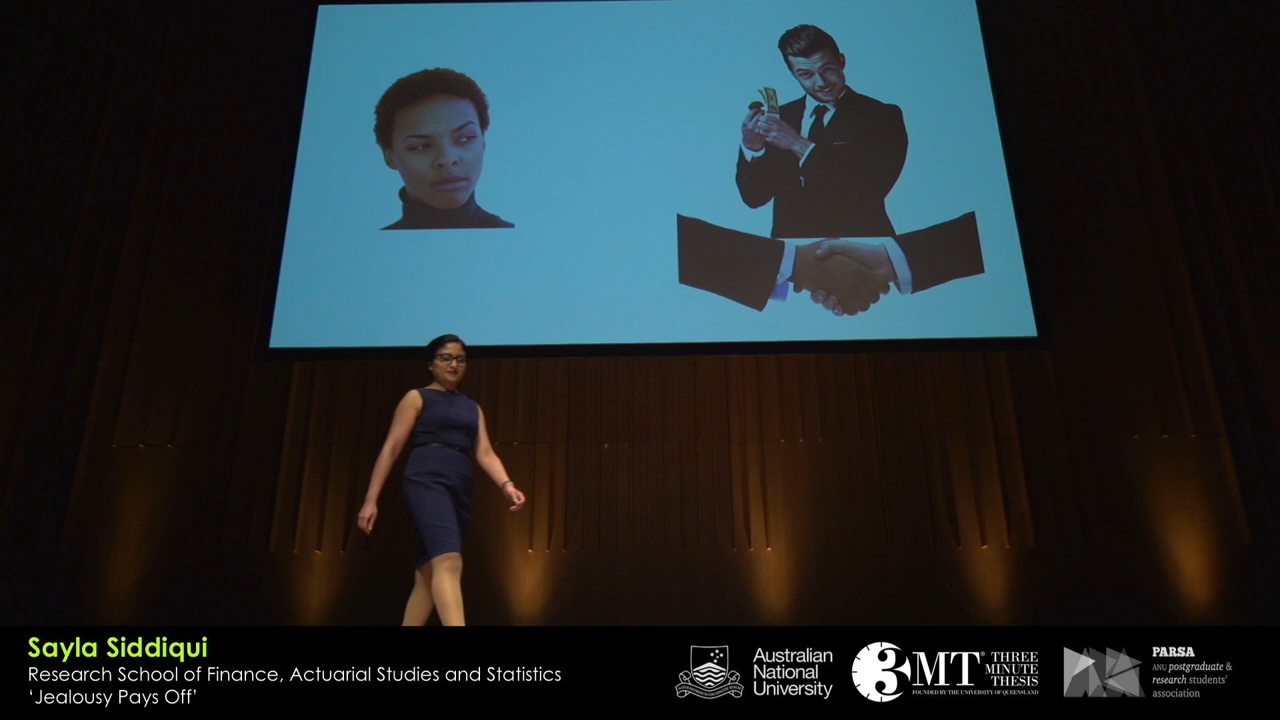 Sayla Siddiqui
Research School of Finance, Actuarial Studies and Statistics
‘Jealousy Pays Off’
Australian
National
University
3MT® THREE
MINUTE
THESIS
FOUNDED BY THE UNIVERSITY OF QUEENSLAND
PARSA
ANU postgraduate &
research students’
association